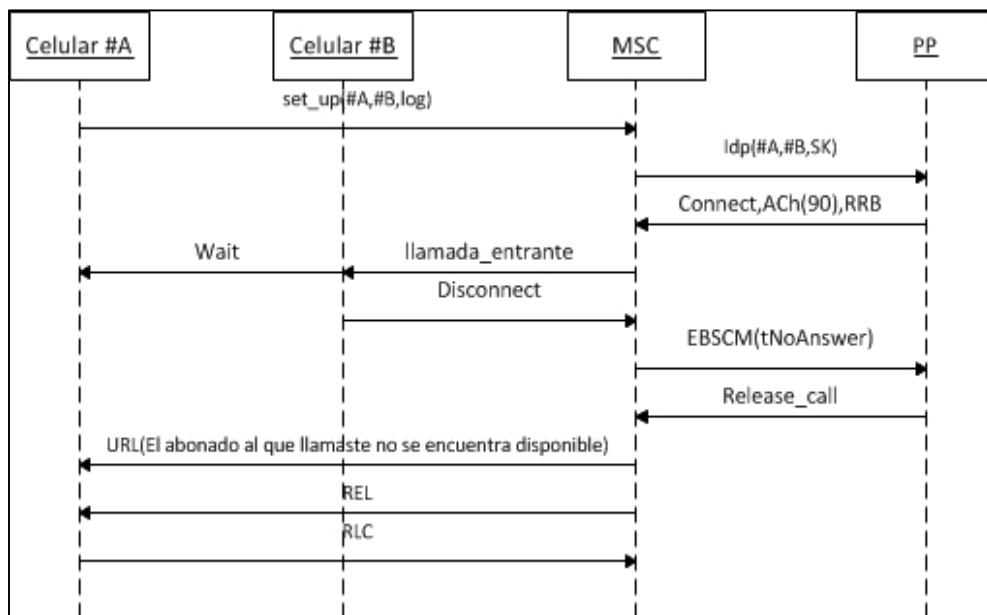 Celular #A
Celular #B
MSC
PP
set_up(#A,#B,log)
Idp(#A,#B,SK)
Connect,ACh(90),RRB
Wait
llamada_entrante
Disconnect
EBSCM(tNoAnswer)
Release_call
URL(El abonado al que llamaste no se encuentra disponible)
REL
RLC